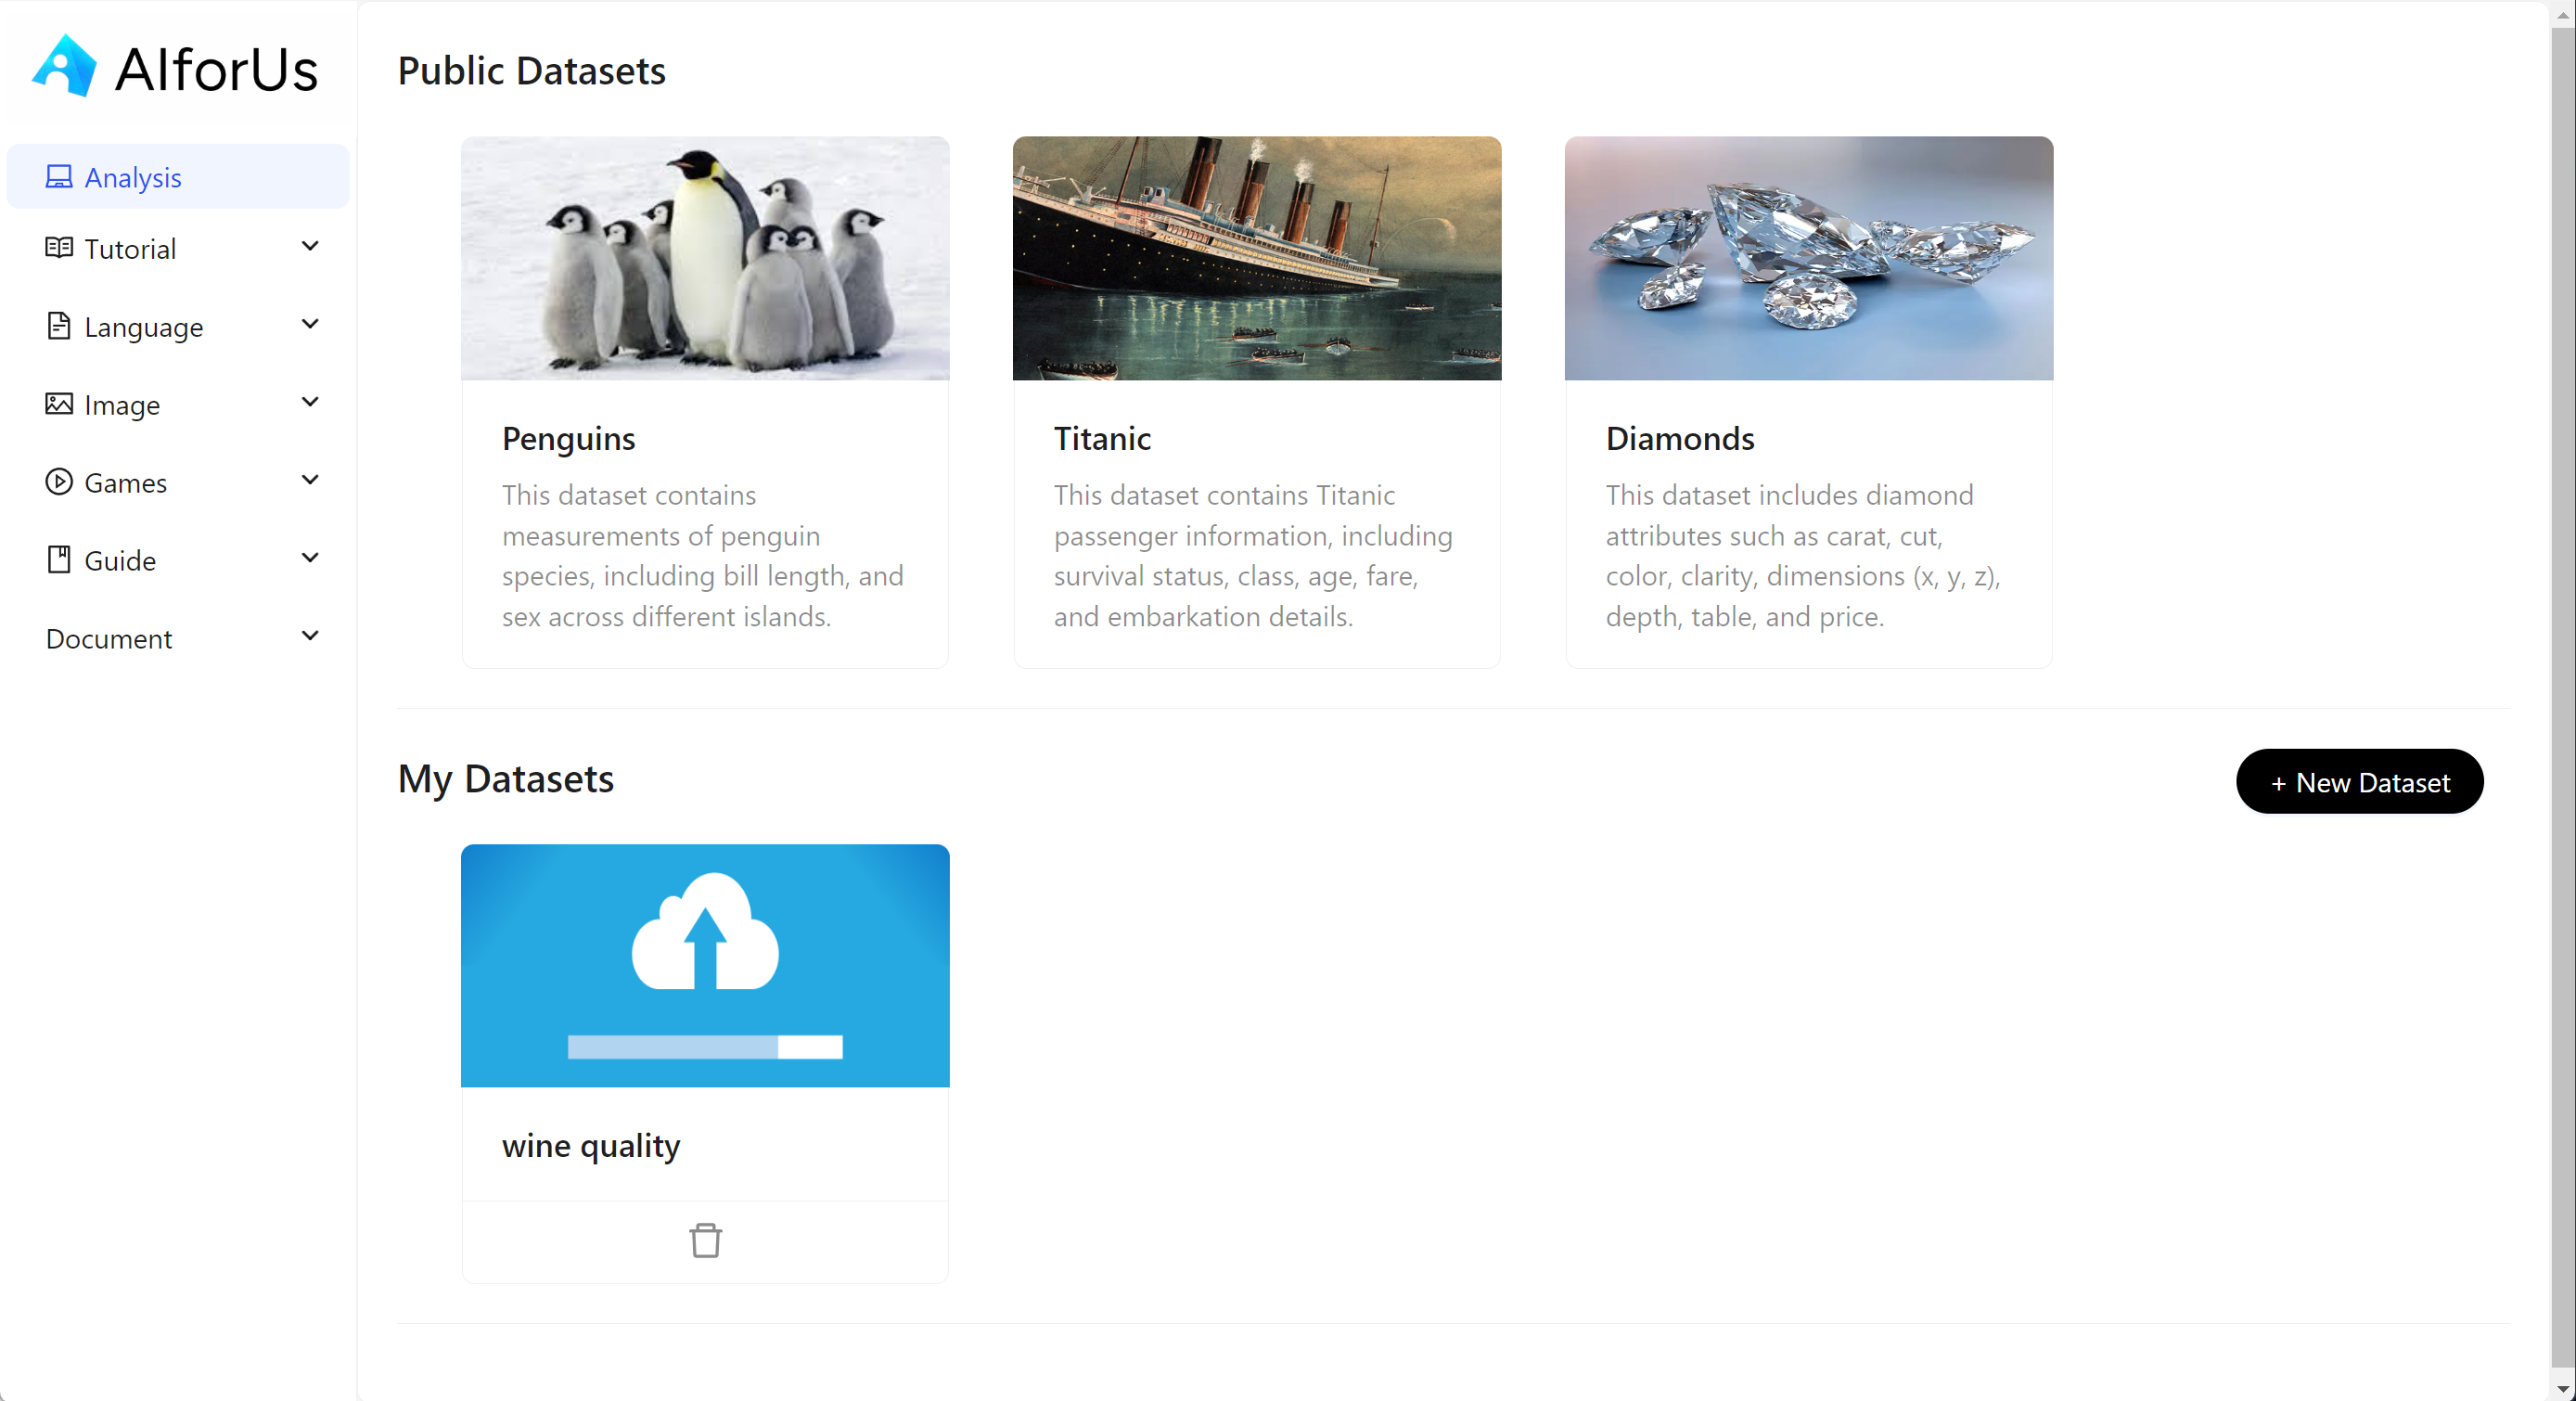 AIforUs
Analysis
Tutorial
Language
Image
Games
Guide
Document
Public Datasets
Penguins
This dataset contains
measurements of penguin
species, including bill length, and
sex across different islands.
Titanic
This dataset contains Titanic
passenger information, including
survival status, class, age, fare,
and embarkation details.
Diamonds
This dataset includes diamond
attributes such as carat, cut,
color, clarity, dimensions (x, y, z),
depth, table, and price.
My Datasets
+ New Dataset
wine quality